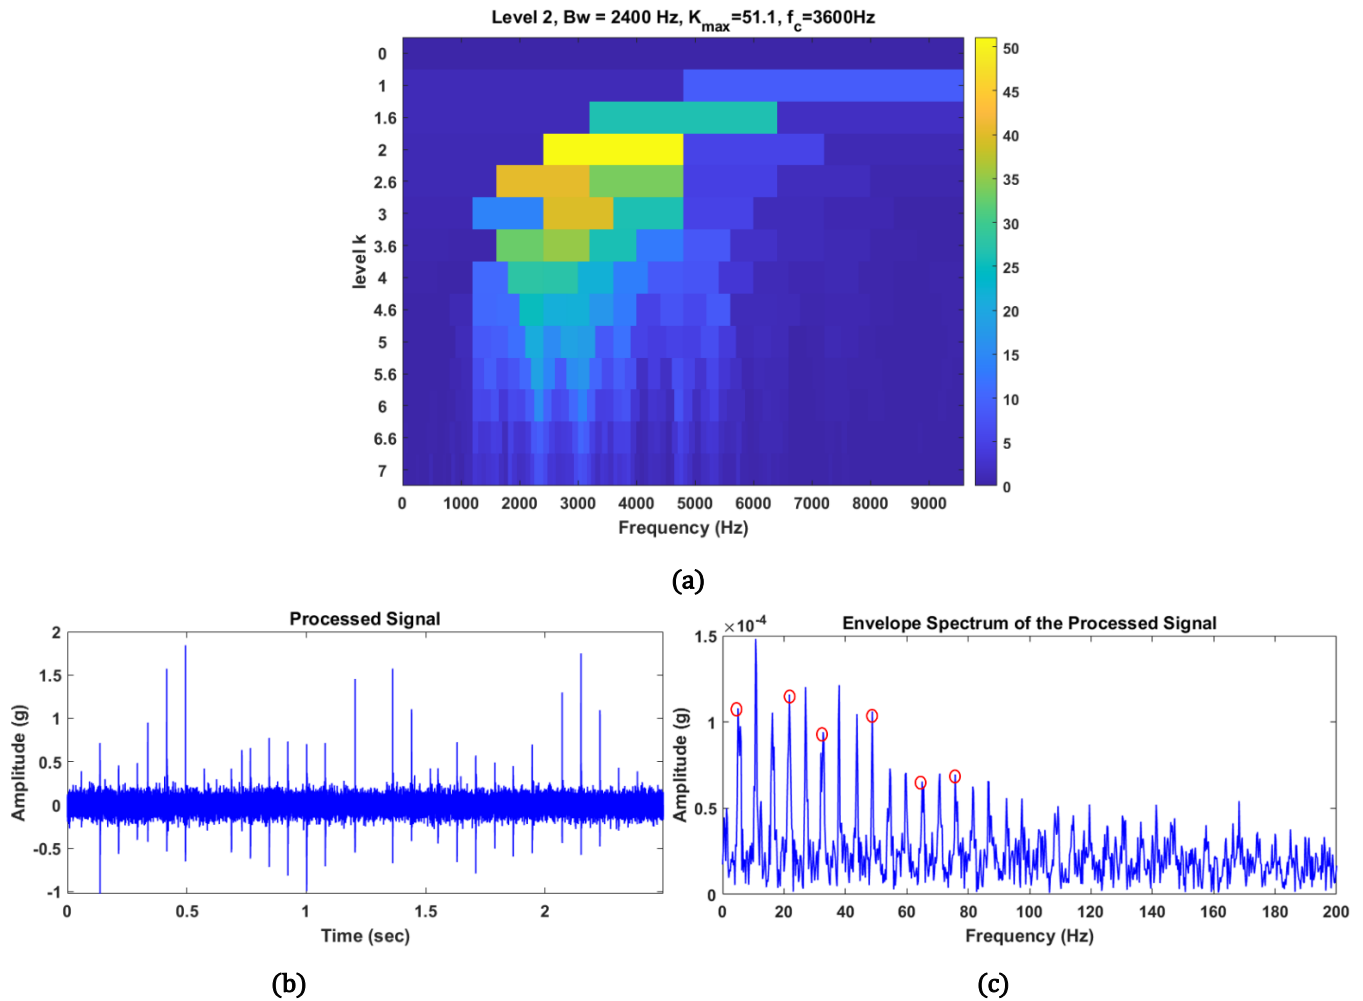 Level 2, Bw = 2400 Hz, Kmax=51.1, fc=3600Hz
0
1
1.6
2
2.6
3
3.6
4
4.6
5
5.6
6
6.6
7
level k
0 1000 2000 3000 4000 5000 6000 7000 8000 9000
Frequency (Hz)
50
45
40
35
30
25
20
15
10
5
0
(a)
Processed Signal
2
1.5
1
0.5
0
-0.5
-1
Amplitude (g)
0 0.5 1 1.5 2
Time (sec)
(b)
Envelope Spectrum of the Processed Signal
×10-4
1.5
1
0.5
0
Amplitude (g)
0 20 40 60 80 100 120 140 160 180 200
Frequency (Hz)
(c)